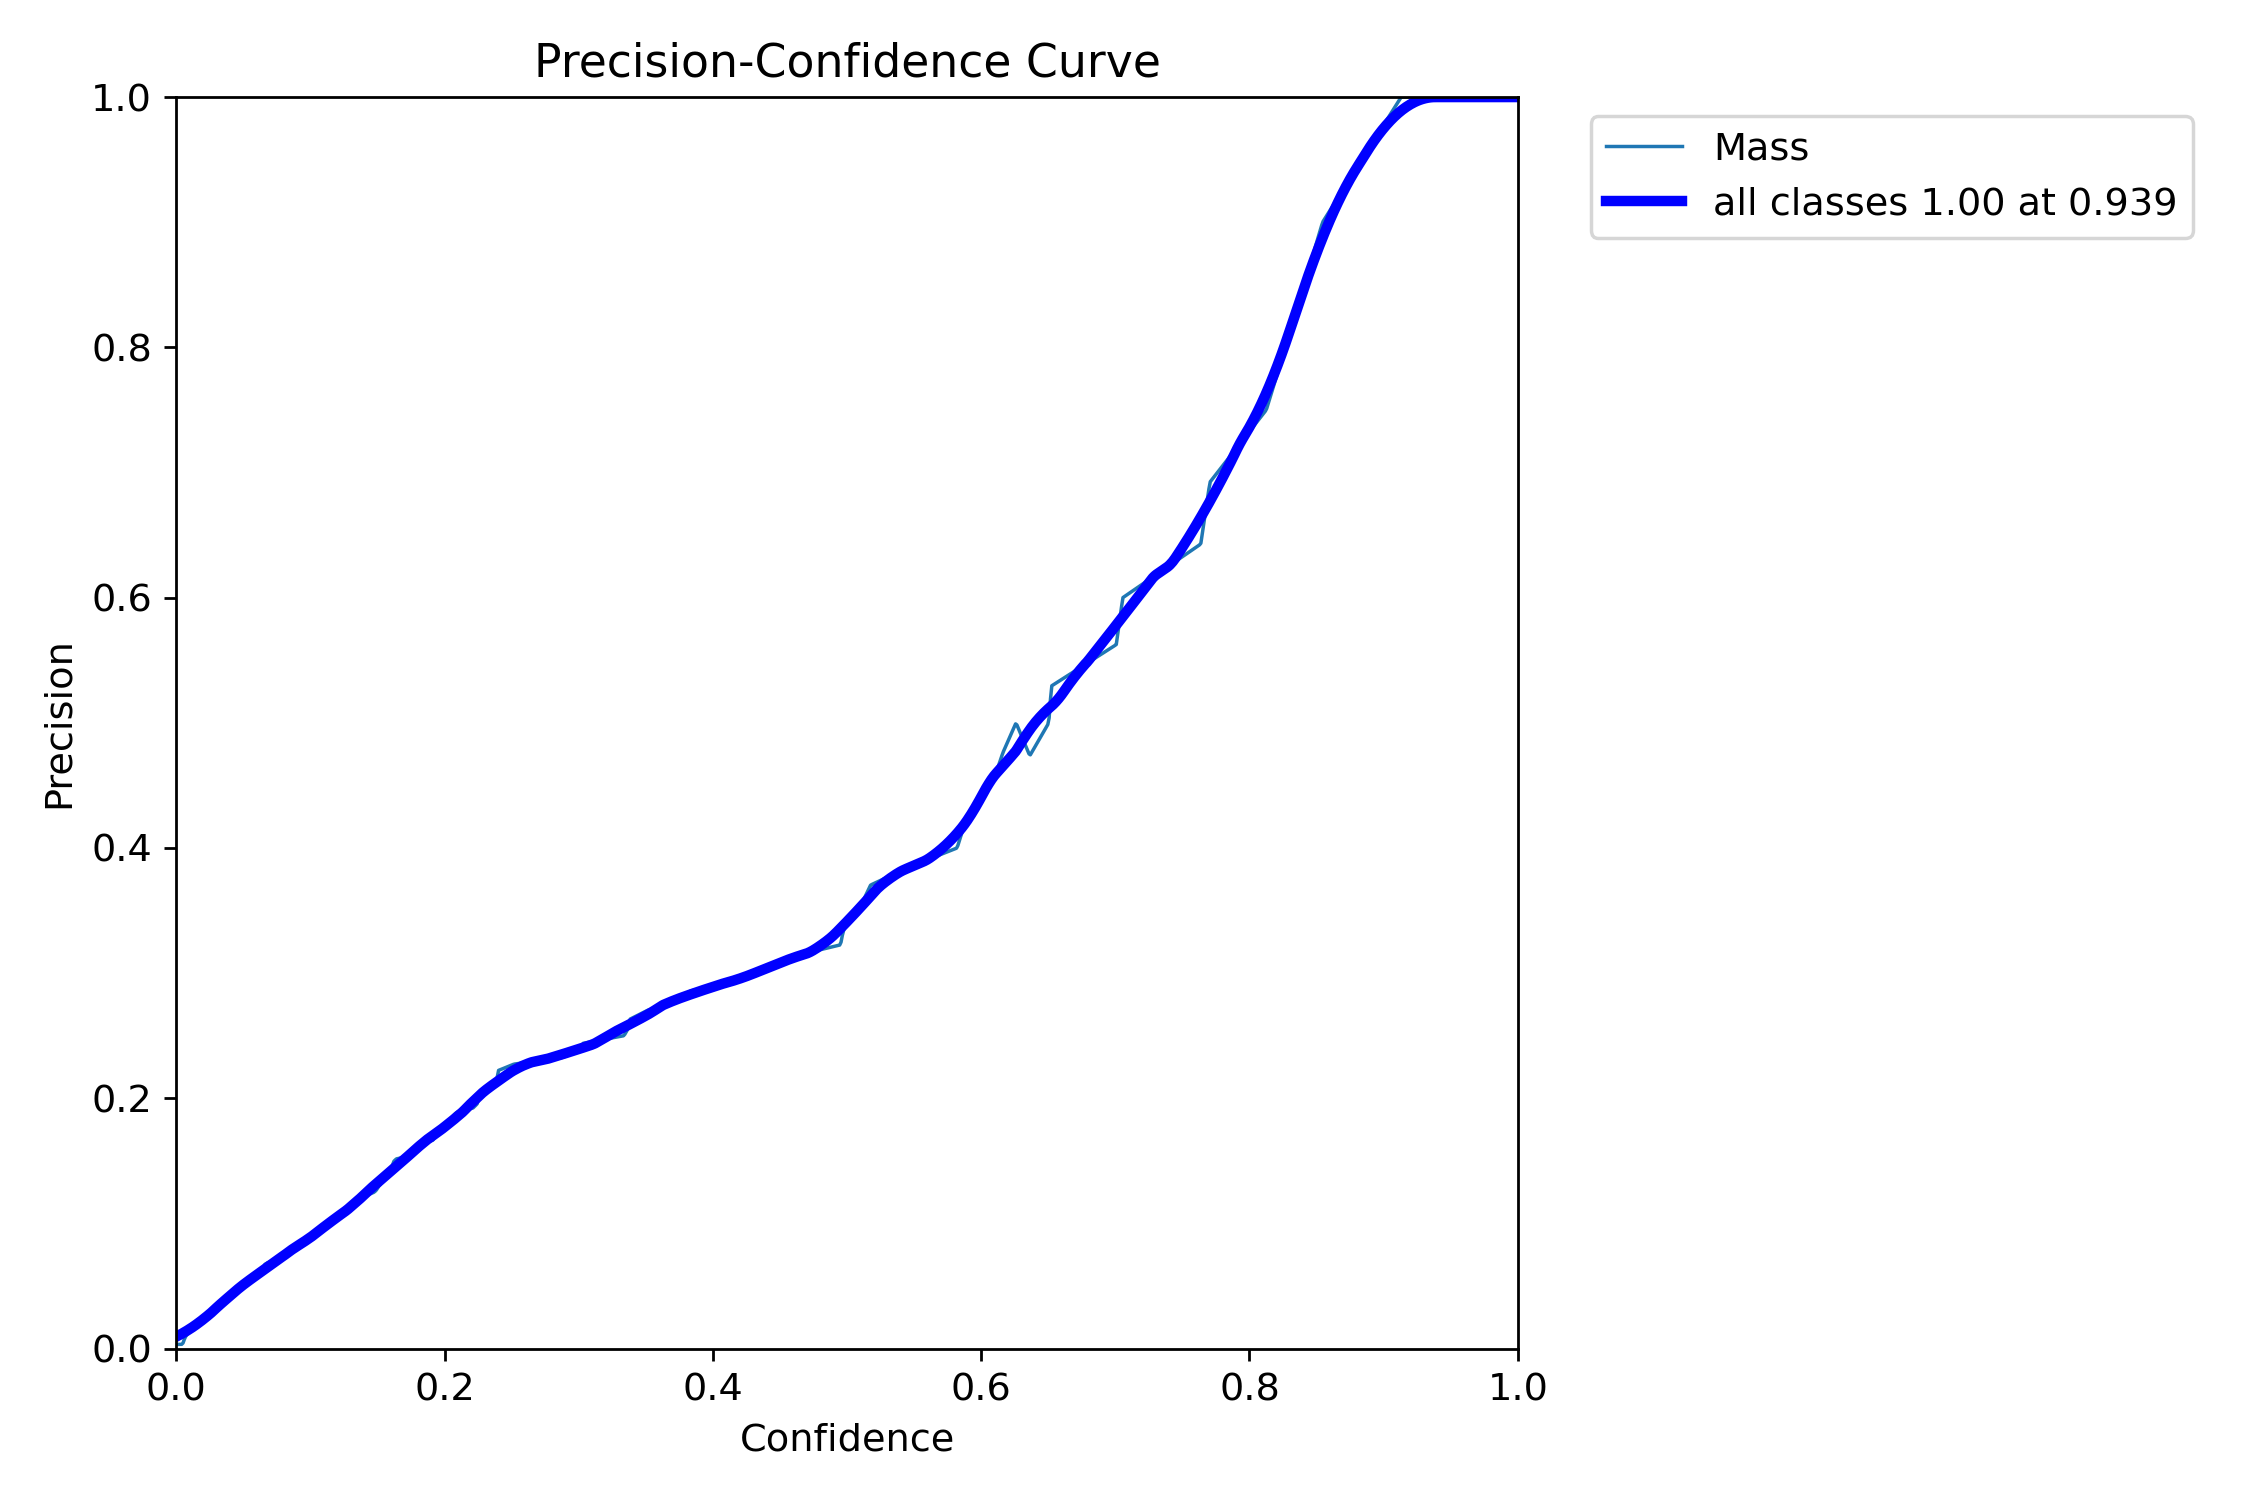 Precision-Confidence Curve
1.0
0.8
0.6
0.4
0.2
0.0
Precision
0.0 0.2 0.4 0.6 0.8 1.0
Confidence
Mass
all classes 1.00 at 0.939